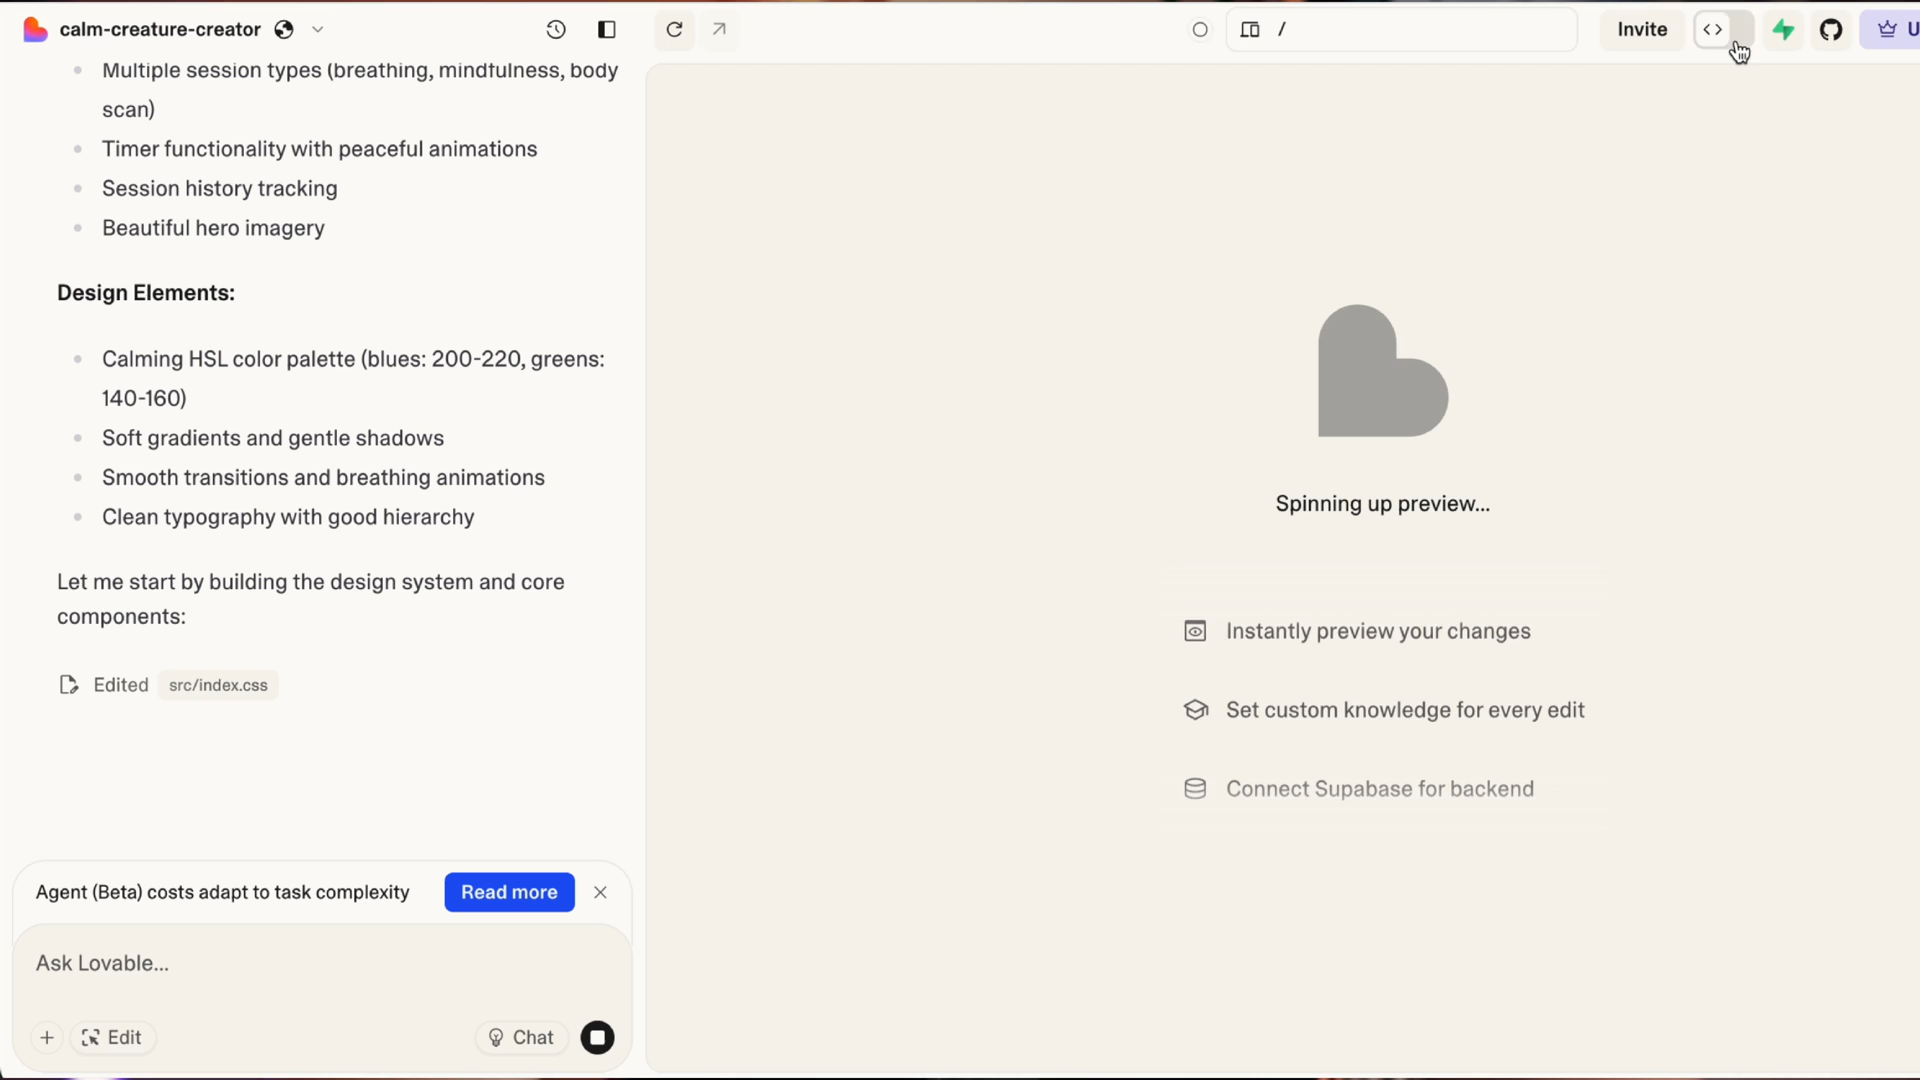 calm-creature-creator
/
Invite
U
Multiple session types (breathing, mindfulness, body
scan)
Timer functionality with peaceful animations
Session history tracking
Beautiful hero imagery
Design Elements:
Calming HSL color palette (blues: 200-220, greens:
140-160)
Soft gradients and gentle shadows
Smooth transitions and breathing animations
Clean typography with good hierarchy
Let me start by building the design system and core
components:
Edited src/index.css
Agent (Beta) costs adapt to task complexity Read more
Ask Lovable...
Edit Chat
Spinning up preview...
Instantly preview your changes
Set custom knowledge for every edit
Connect Supabase for backend